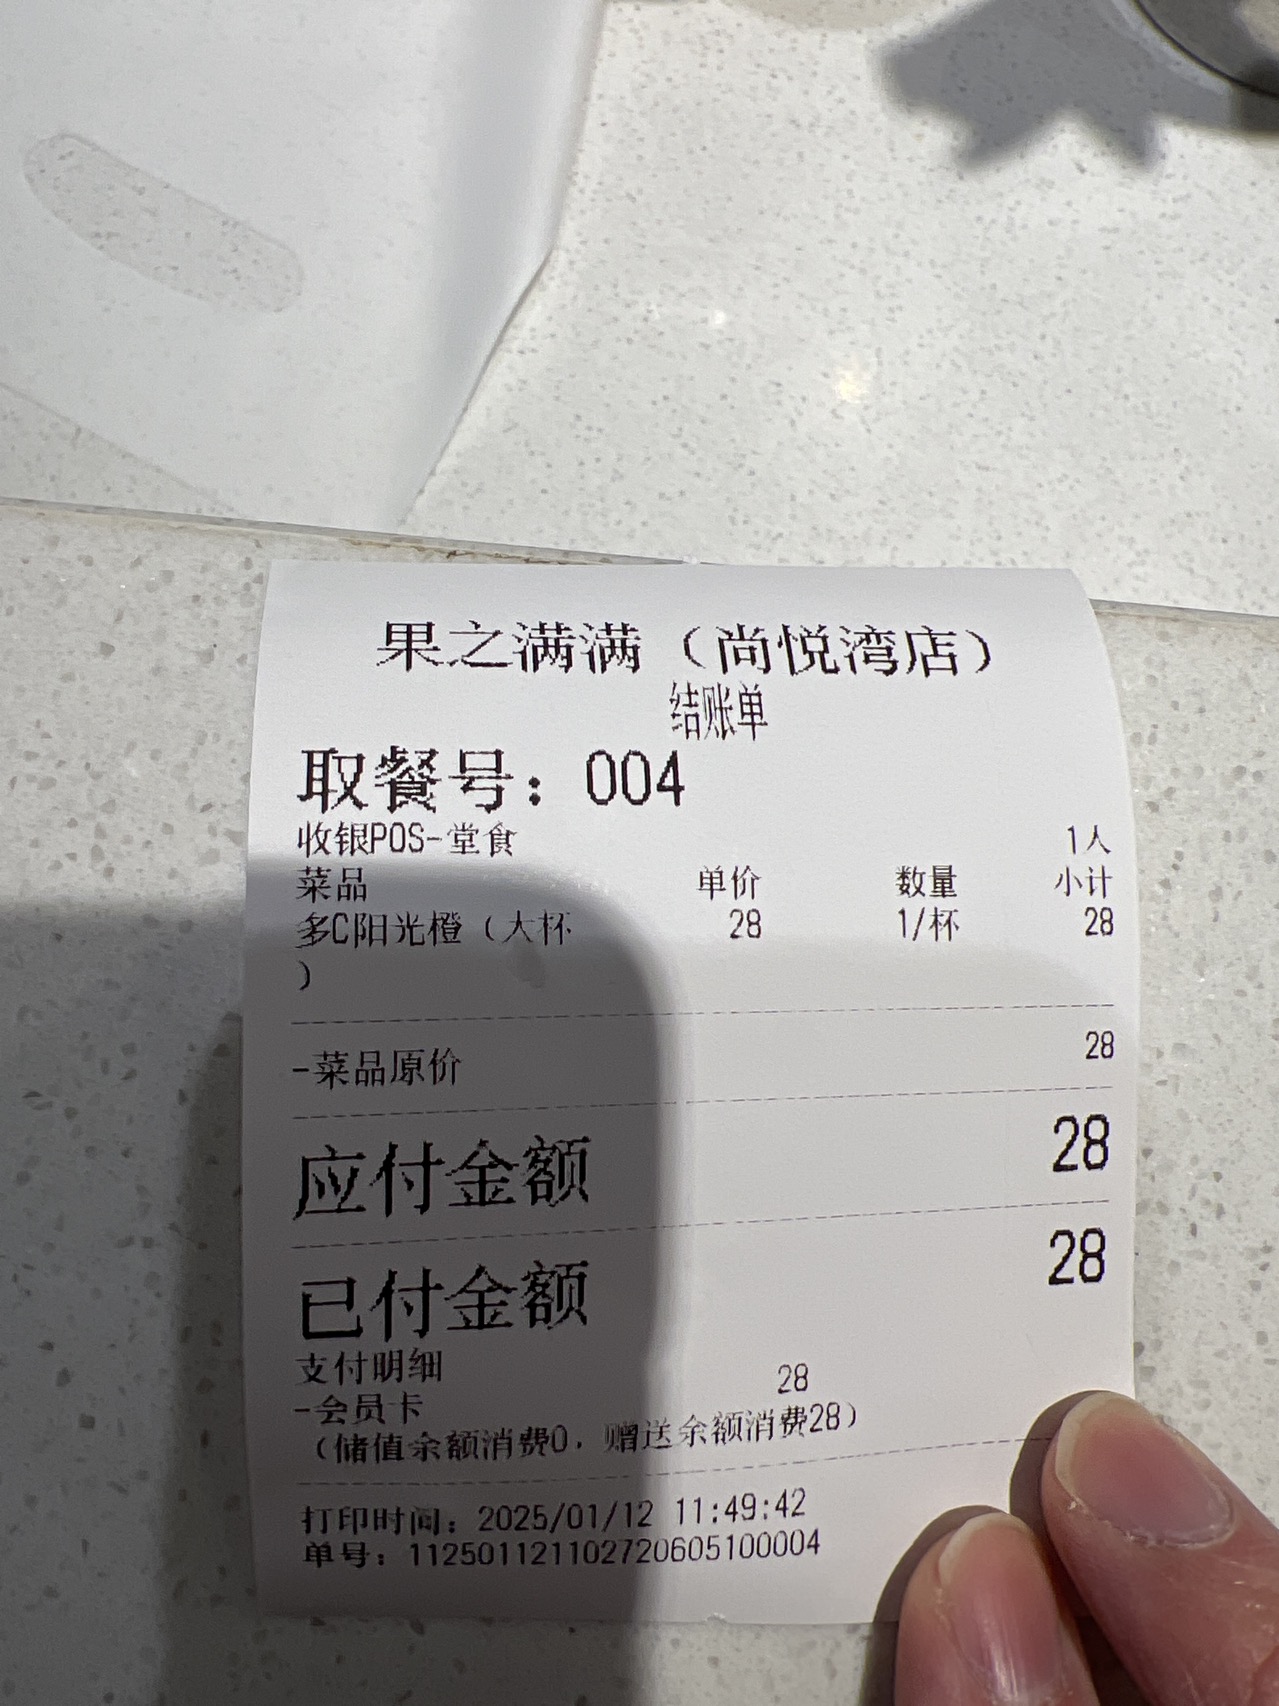 果之满满（尚悦湾店）
结账单
取餐号：004
收银POS-堂食 1人
菜品 单价 数量 小计
多C阳光橙（大杯 28 1/杯 28
）
-菜品原价 28
应付金额 28
已付金额 28
支付明细
-会员卡 28
（储值余额消费0，赠送余额消费28）
打印时间：2025/01/12 11:49:42
单号：112501121102720605100004